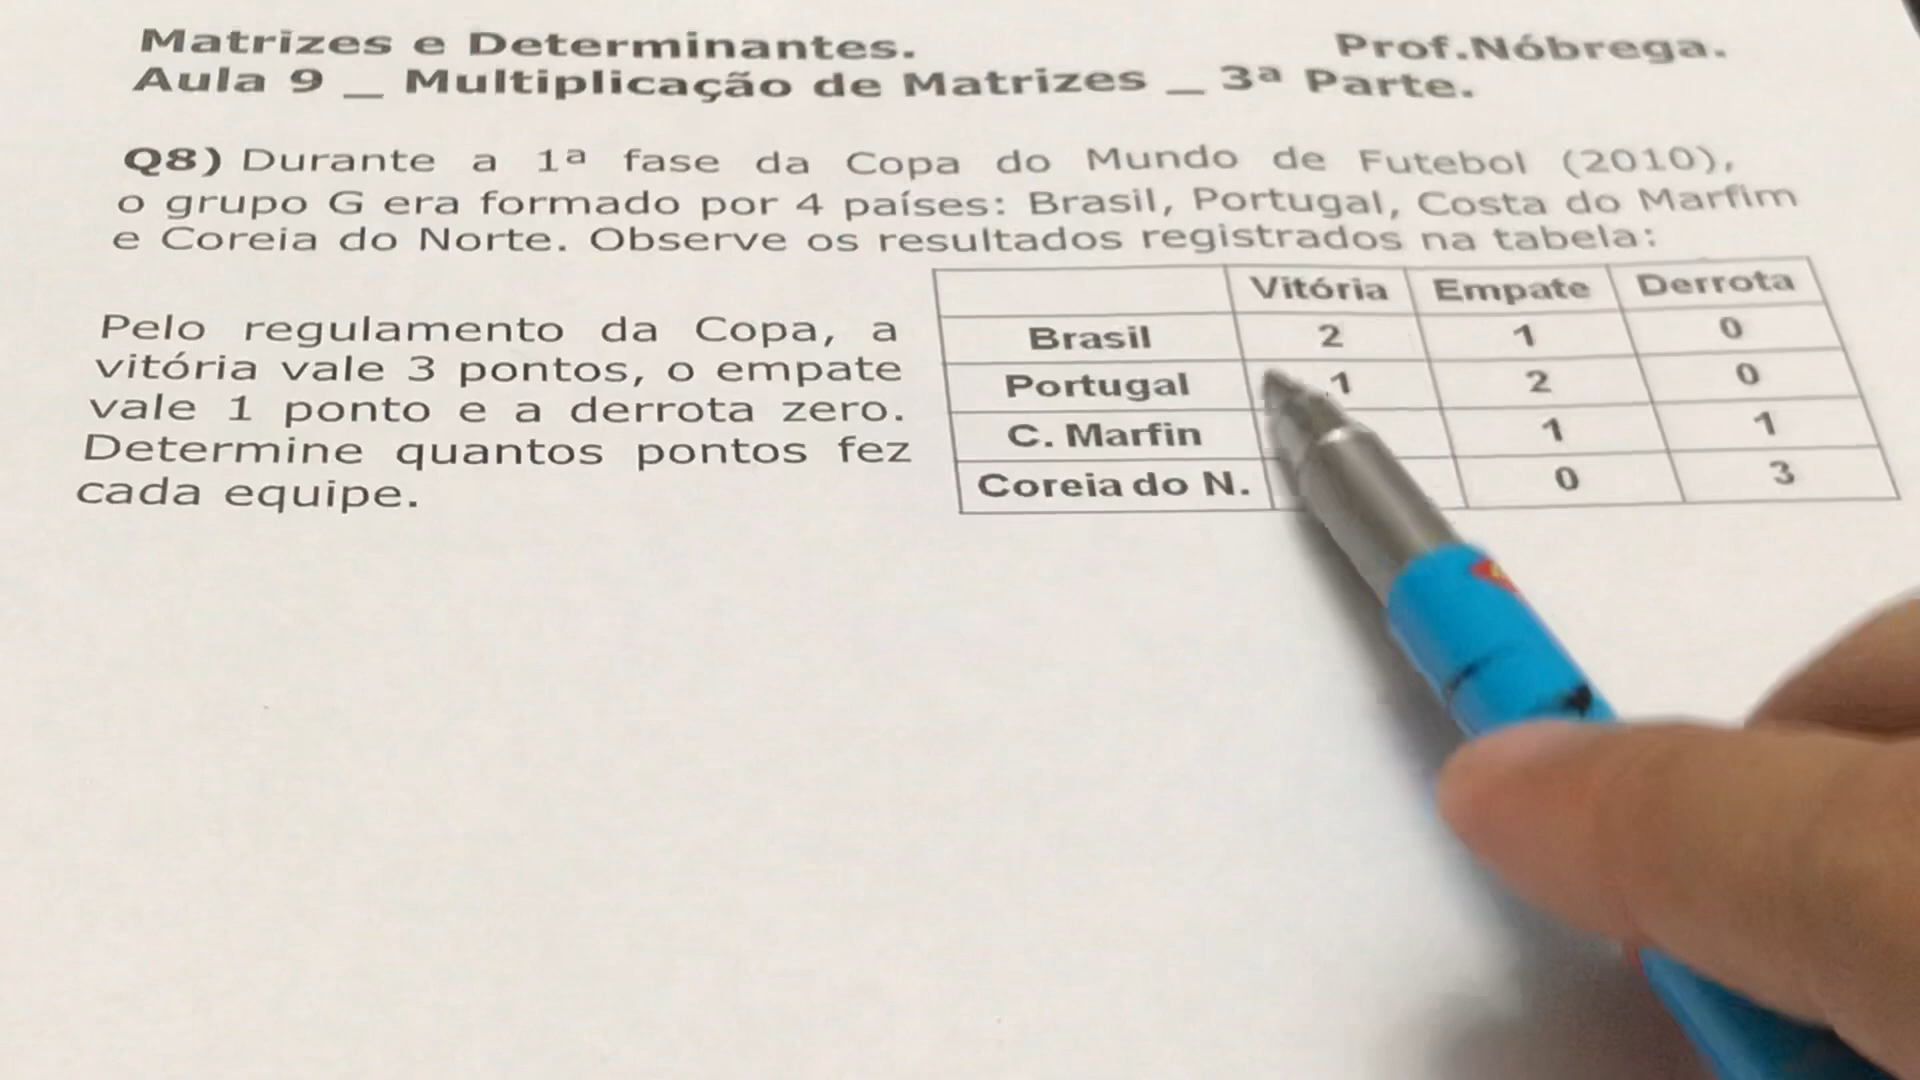 Matrizes e Determinantes. Prof.Nóbrega.
Aula 9 _ Multiplicação de Matrizes _ 3ª Parte.
Q8) Durante a 1ª fase da Copa do Mundo de Futebol (2010),
o grupo G era formado por 4 países: Brasil, Portugal, Costa do Marfim
e Coreia do Norte. Observe os resultados registrados na tabela:
Pelo regulamento da Copa, a
vitória vale 3 pontos, o empate
vale 1 ponto e a derrota zero.
Determine quantos pontos fez
cada equipe.
Vitória Empate Derrota
Brasil 2 1 0
Portugal 1 2 0
C. Marfin 1 1
Coreia do N. 0 3